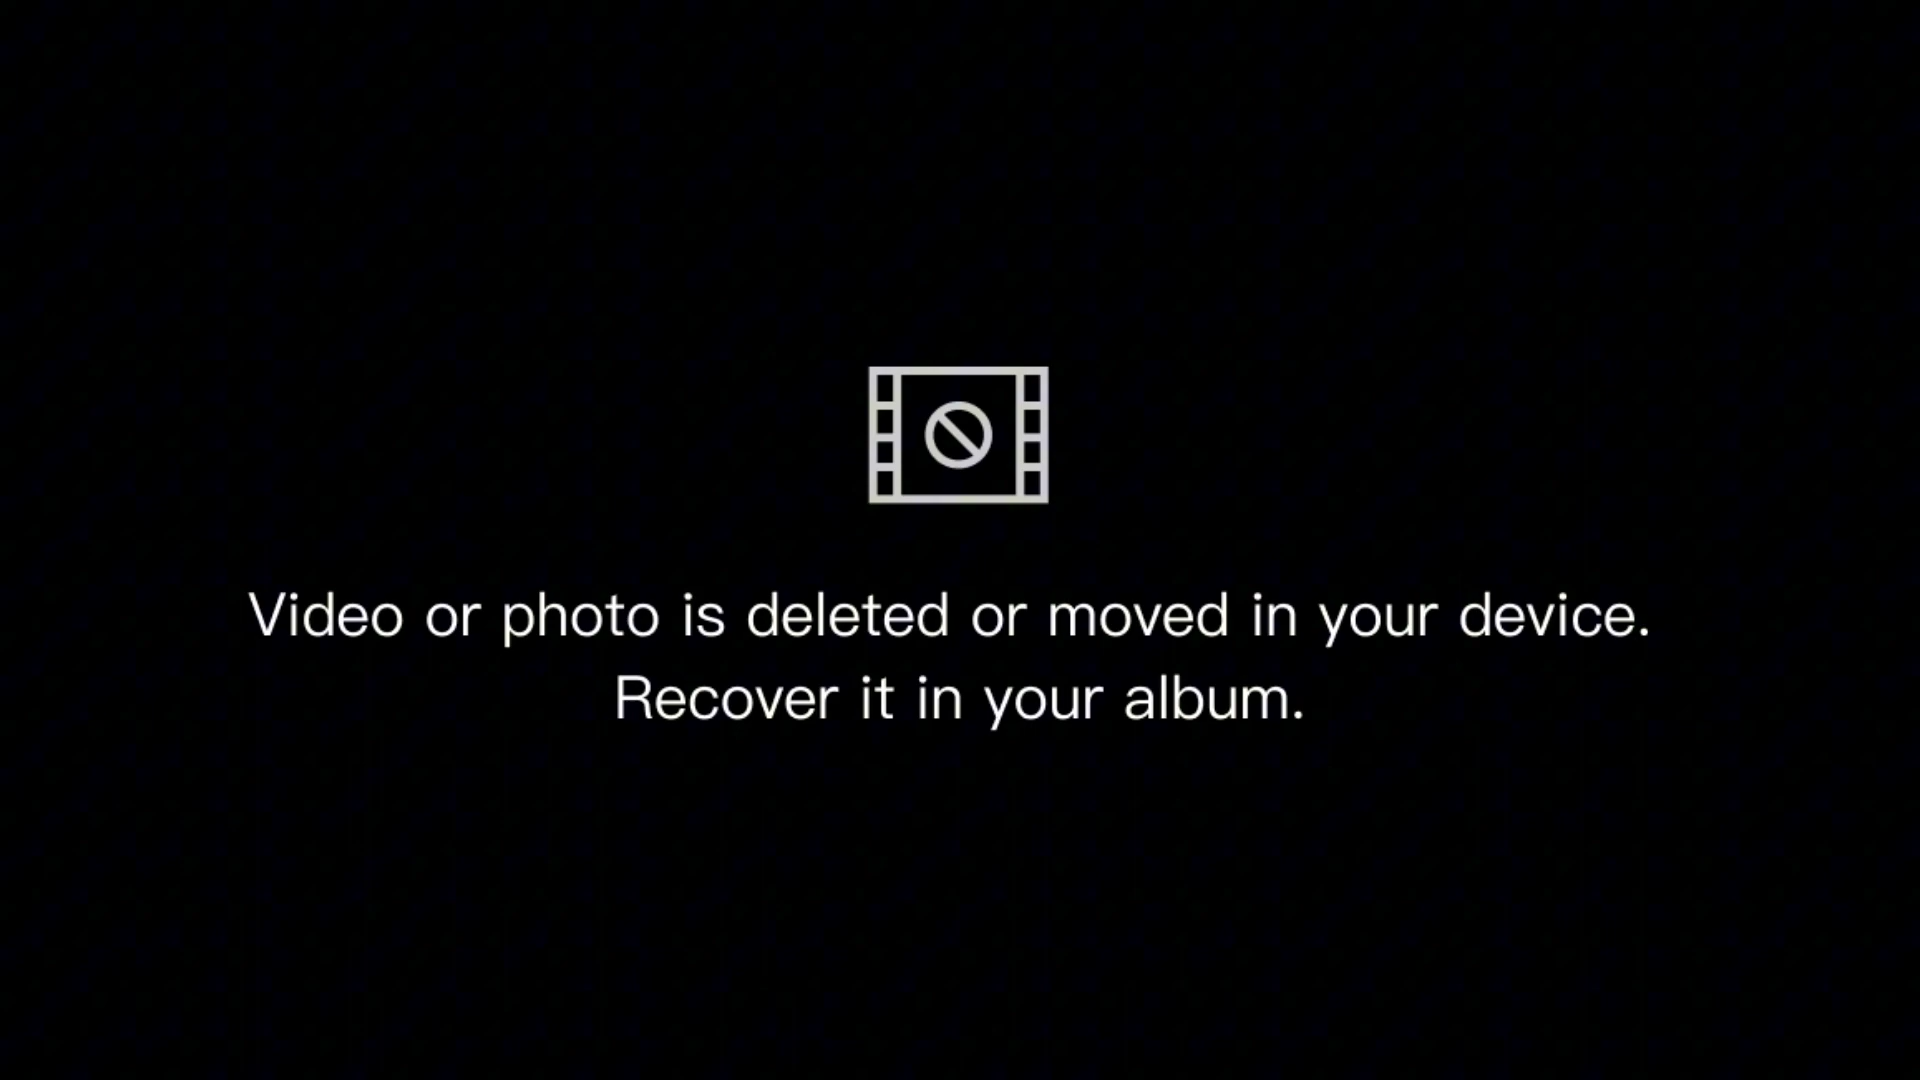 Video or photo is deleted or moved in your device.
Recover it in your album.